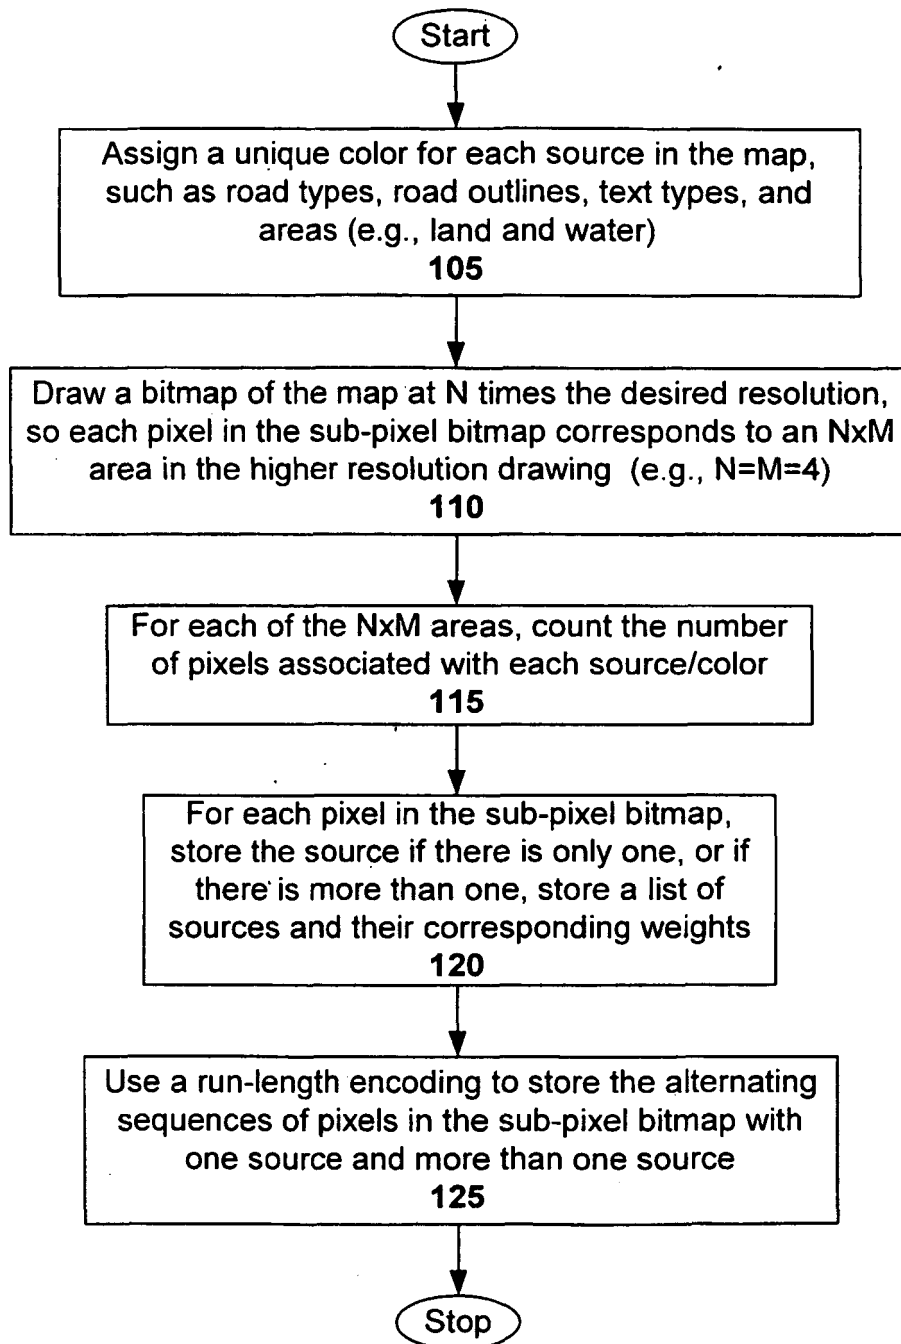 Start
Assign a unique color for each source in the map,
such as road types, road outlines, text types, and
areas (e.g., land and water)
105
Draw a bitmap of the map at N times the desired resolution,
so each pixel in the sub-pixel bitmap corresponds to an NxM
area in the higher resolution drawing (e.g., N=M=4)
110
For each of the NxM areas, count the number
of pixels associated with each source/color
115
For each pixel in the sub-pixel bitmap,
store the source if there is only one, or if
there is more than one, store a list of
sources and their corresponding weights
120
Use a run-length encoding to store the alternating
sequences of pixels in the sub-pixel bitmap with
one source and more than one source
125
Stop